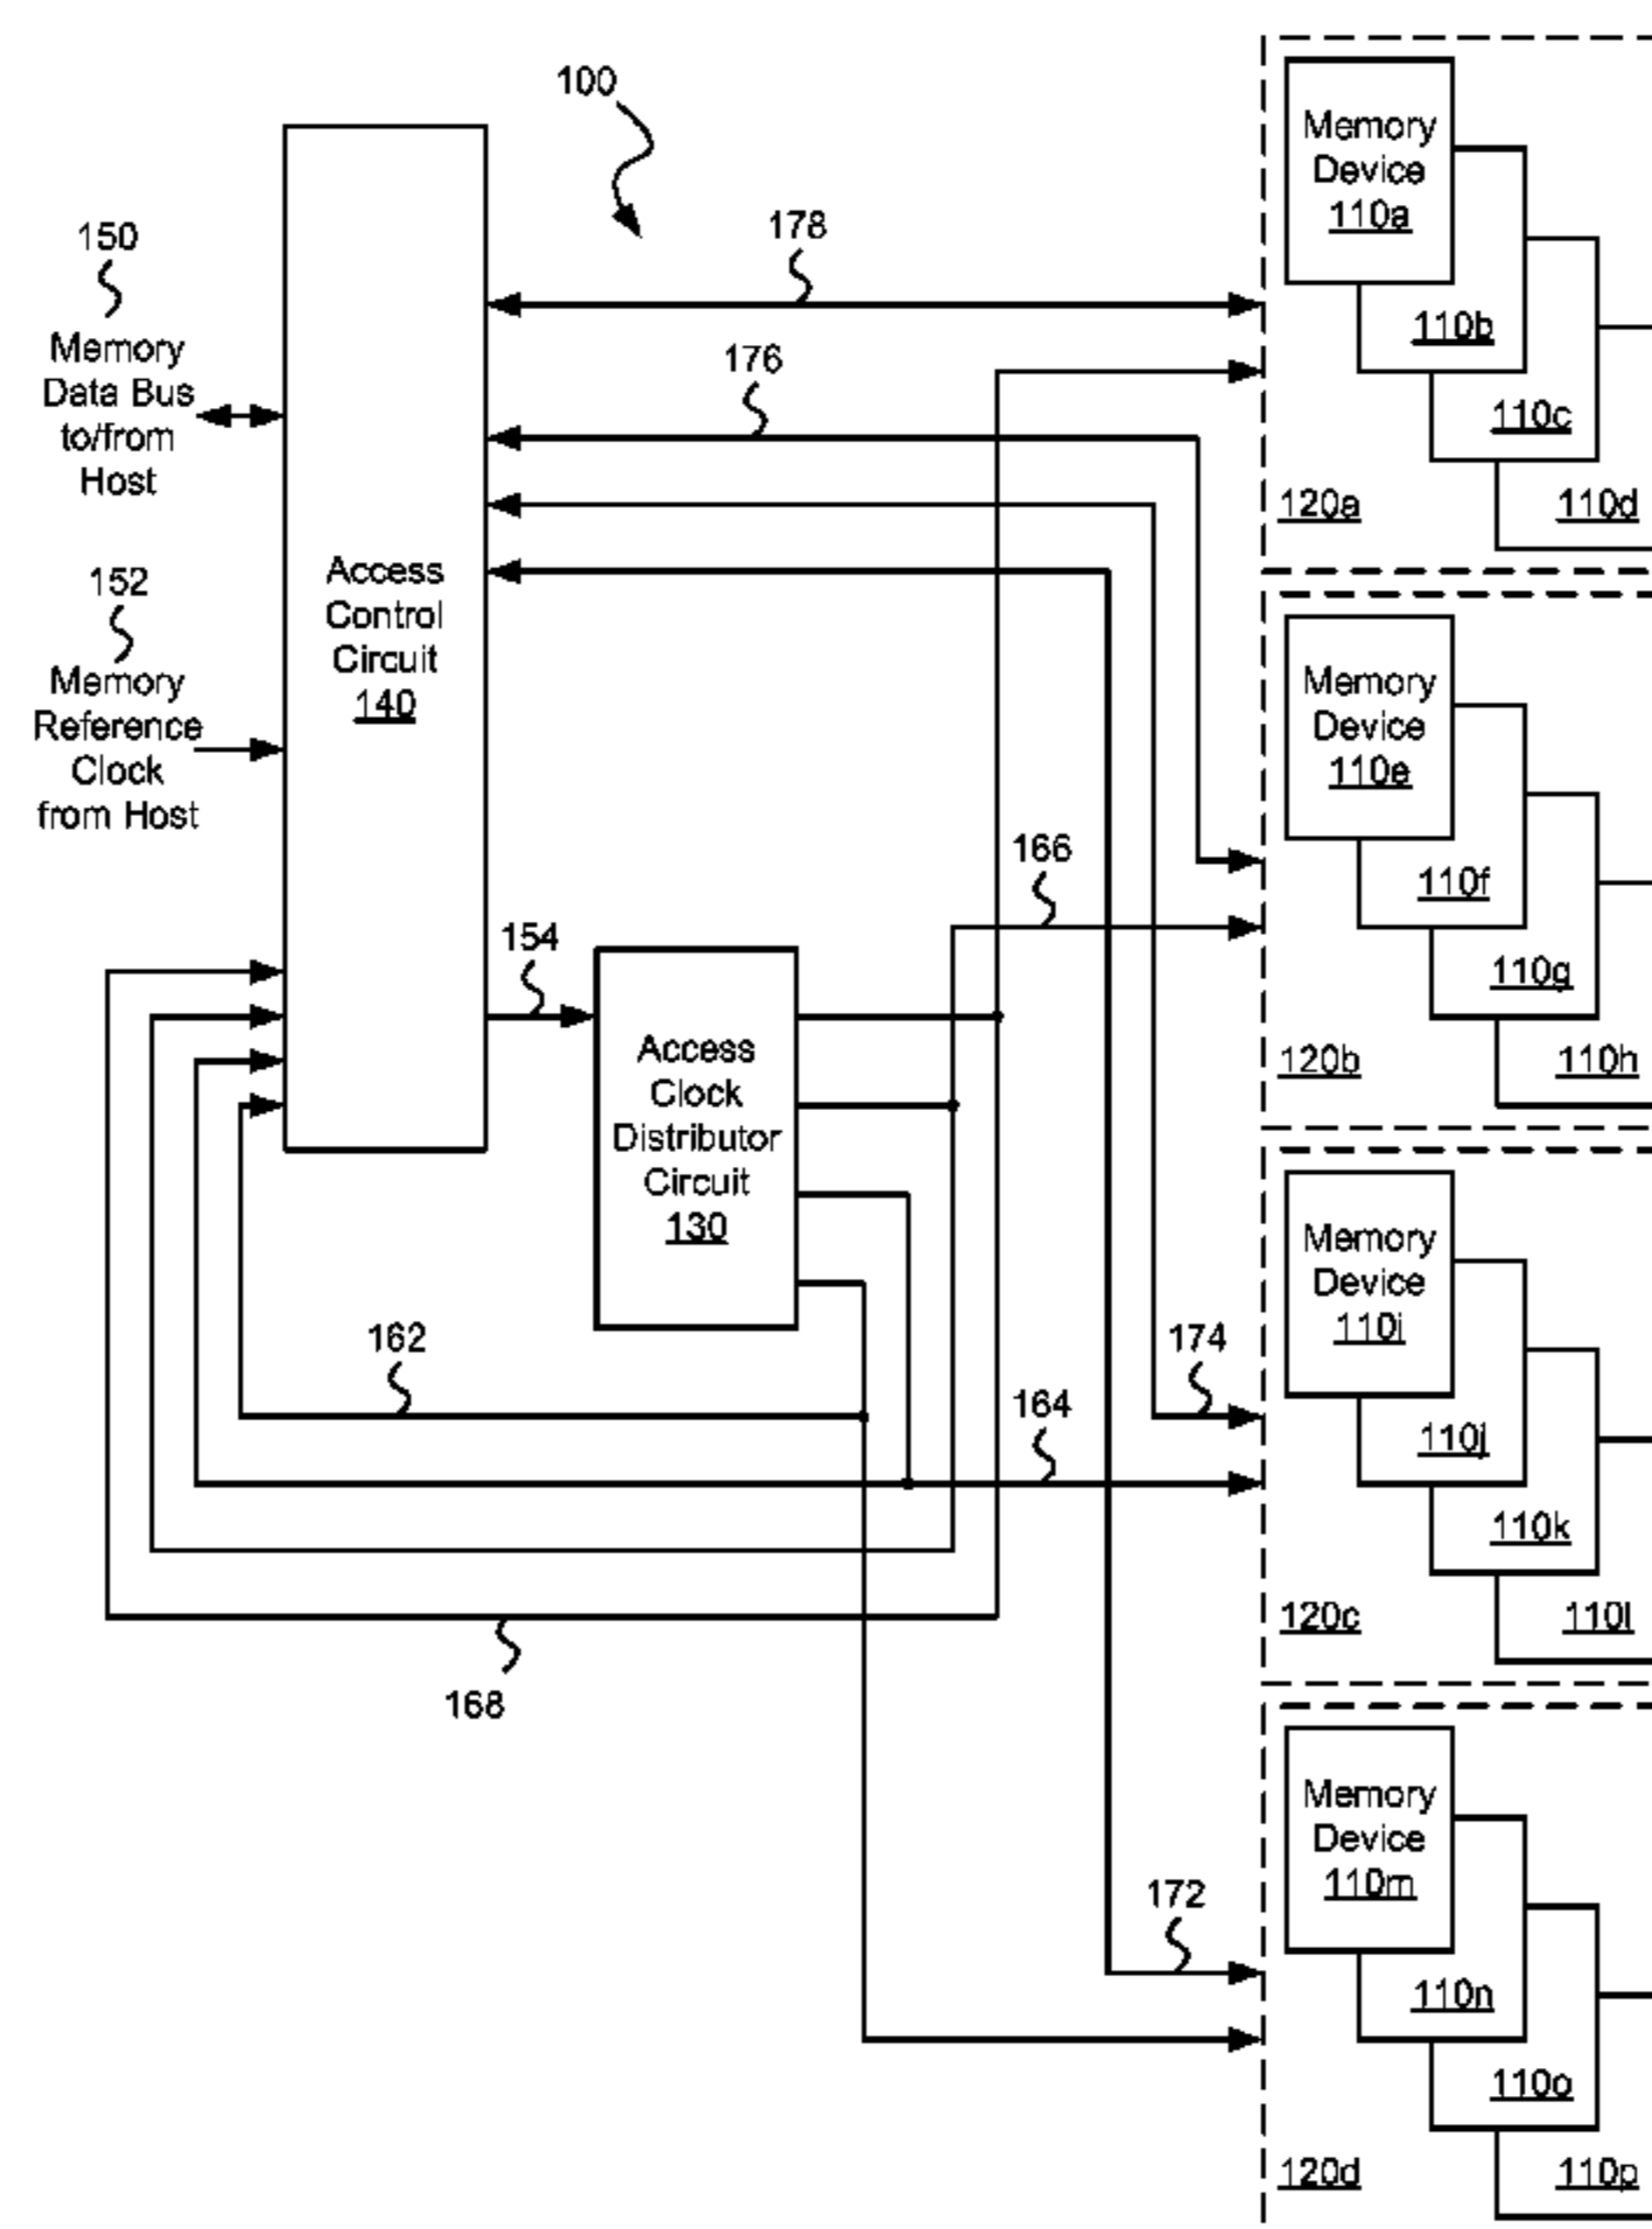 100
150
Memory
Data Bus
to/from
Host
152
Memory
Reference
Clock
from Host
Access
Control
Circuit
140
178
176
154
166
Access
Clock
Distributor
Circuit
130
162
164
174
168
172
Memory
Device
110a
110b
110c
110d
120a
Memory
Device
110e
110f
110g
110h
120b
Memory
Device
110i
110j
110k
110l
120c
Memory
Device
110m
110n
110o
110p
120d